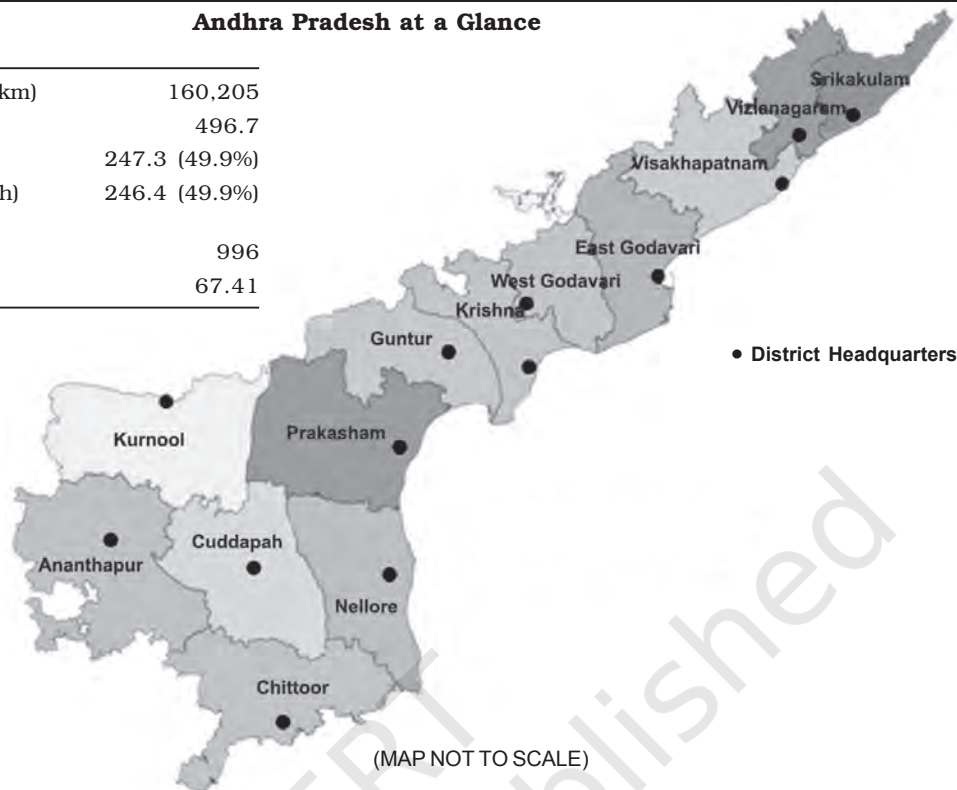 Andhra Pradesh at a Glance
km) 160,205
496.7
247.3 (49.9%)
h) 246.4 (49.9%)
996
67.41
Srikakulam
Vizianagaram
Visakhapatnam
East Godavari
West Godavari
Krishna
Guntur
• District Headquarters
Prakasham
Kurnool
Cuddapah
Ananthapur
Nellore
Chittoor
(MAP NOT TO SCALE)
ERT
blished